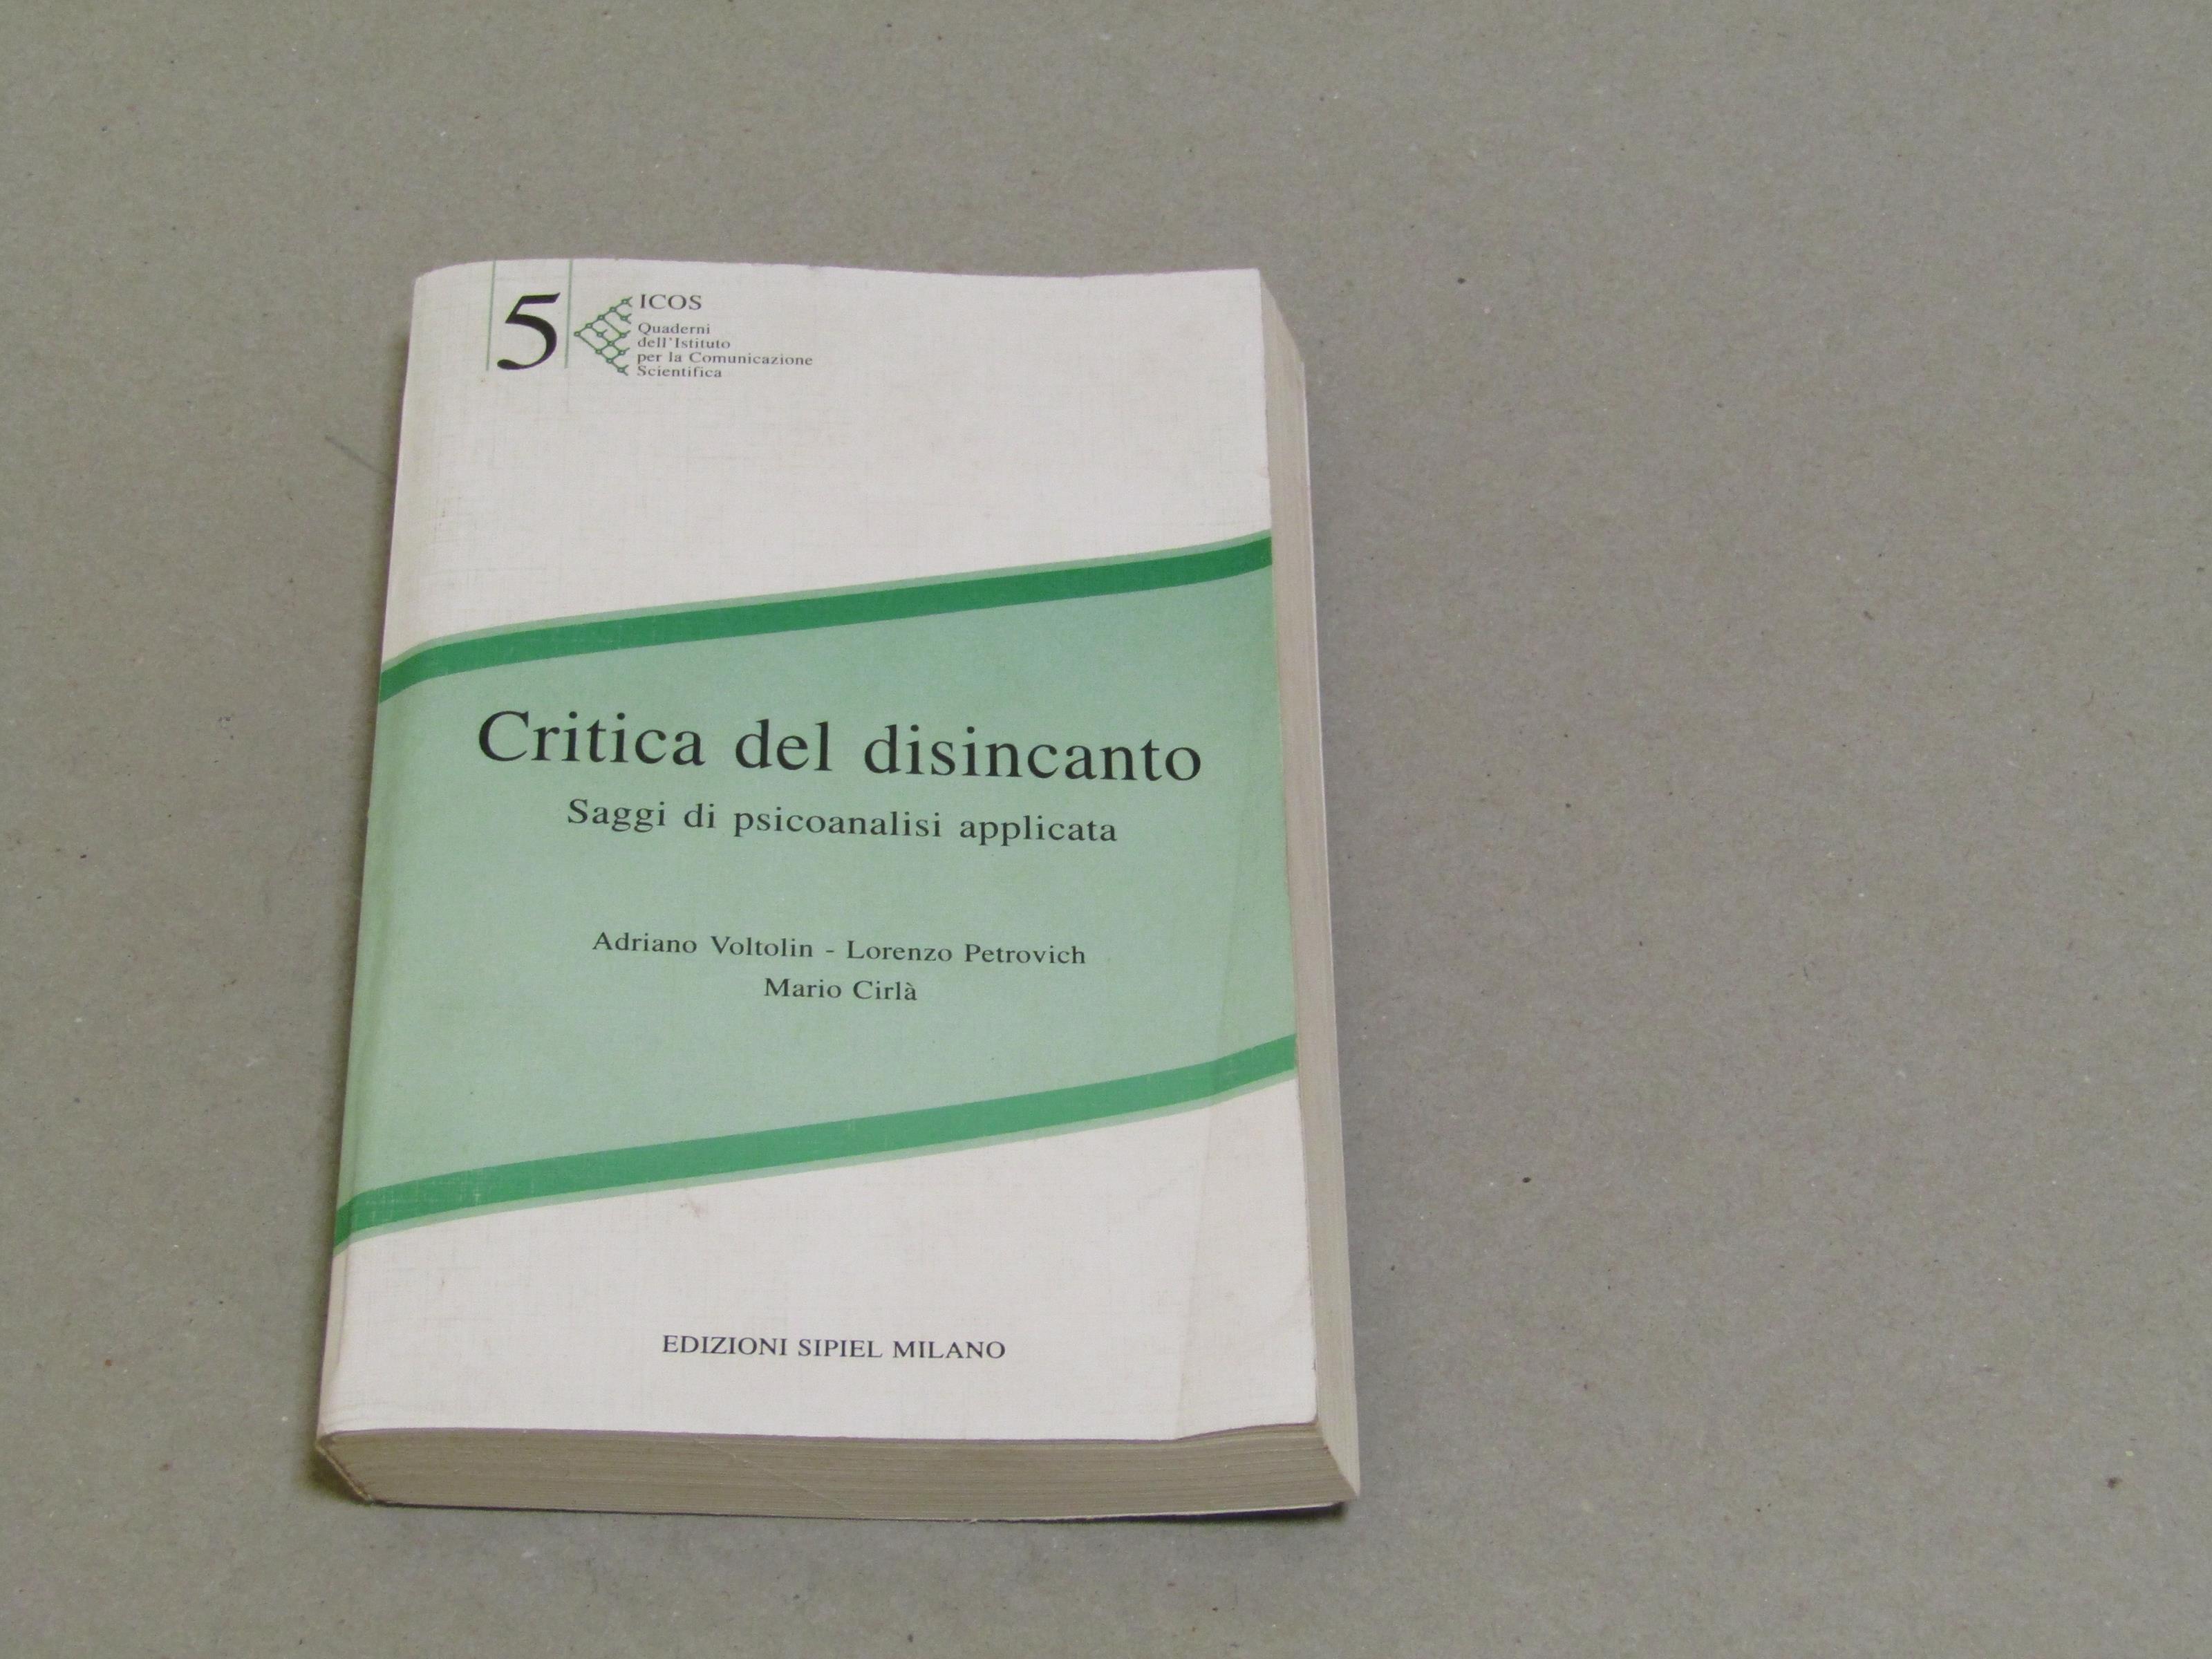 5
ICOS
Quaderni
dell'Istituto
per la Comunicazione
Scientifica
Critica del disincanto
Saggi di psicoanalisi applicata
Adriano Voltolin - Lorenzo Petrovich
Mario Cirlà
EDIZIONI SIPIEL MILANO